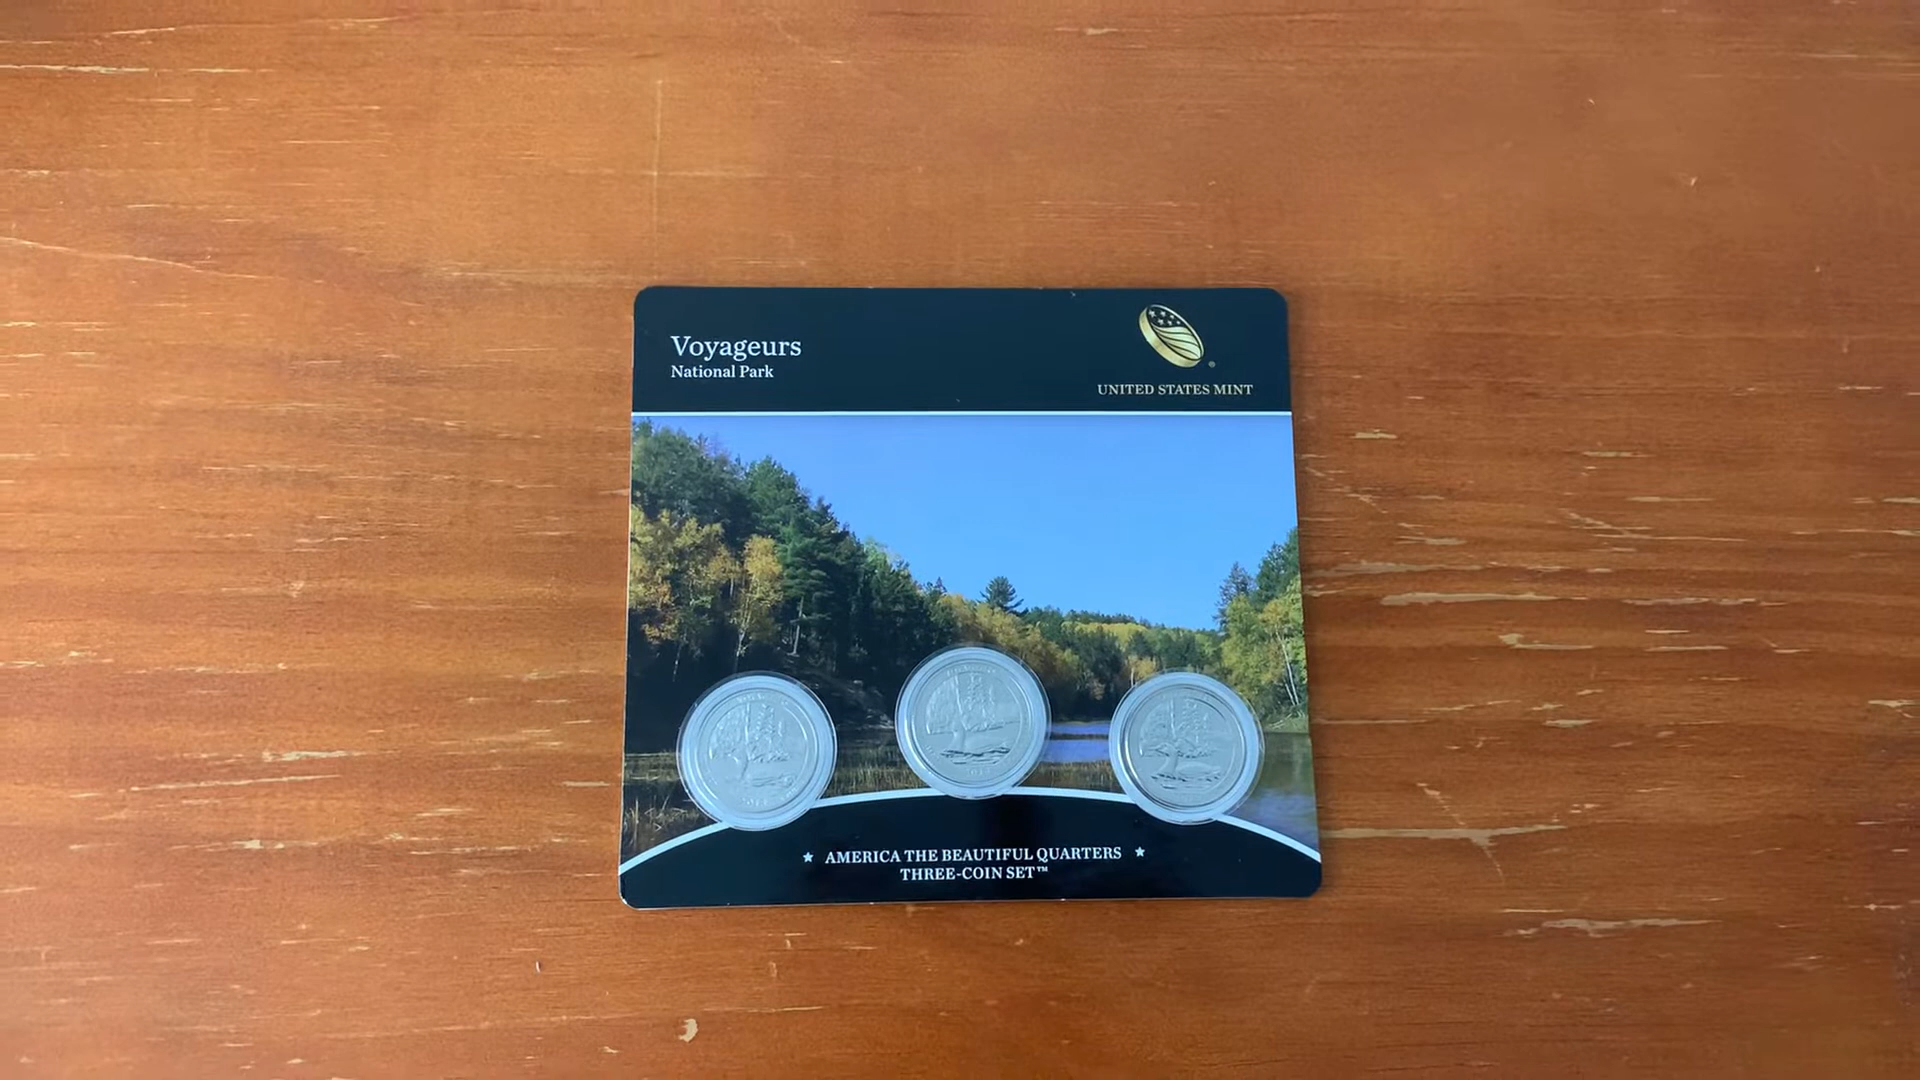 Voyageurs
National Park
UNITED STATES MINT
★ AMERICA THE BEAUTIFUL QUARTERS ★
THREE-COIN SET™